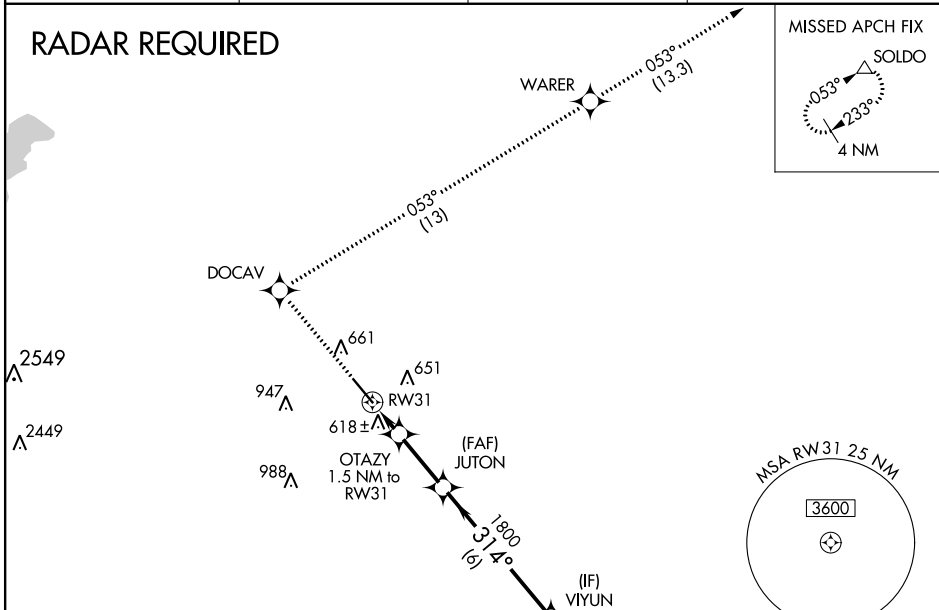 RADAR REQUIRED
MISSED APCH FIX
SOLDO
053°
233°
4 NM
053°
(13.3)
WARER
053°
(13)
DOCAV
661
2549
651
947
RW31
618±
2449
(FAF)
JUTON
OTAZY
1.5 NM to
RW31
988
MSA RW31 25 NM
3600
1800
314°
(6)
(IF)
VIYUN